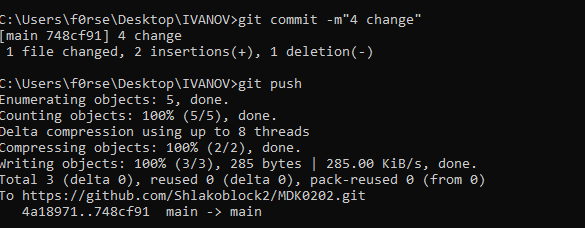 C:\Users\f0rse\Desktop\IVANOV>git commit -m"4 change"
[main 748cf91] 4 change
 1 file changed, 2 insertions(+), 1 deletion(-)
C:\Users\f0rse\Desktop\IVANOV>git push
Enumerating objects: 5, done.
Counting objects: 100% (5/5), done.
Delta compression using up to 8 threads
Compressing objects: 100% (2/2), done.
Writing objects: 100% (3/3), 285 bytes | 285.00 KiB/s, done.
Total 3 (delta 0), reused 0 (delta 0), pack-reused 0 (from 0)
To https://github.com/Shlakoblock2/MDK0202.git
   4a18971..748cf91  main -> main